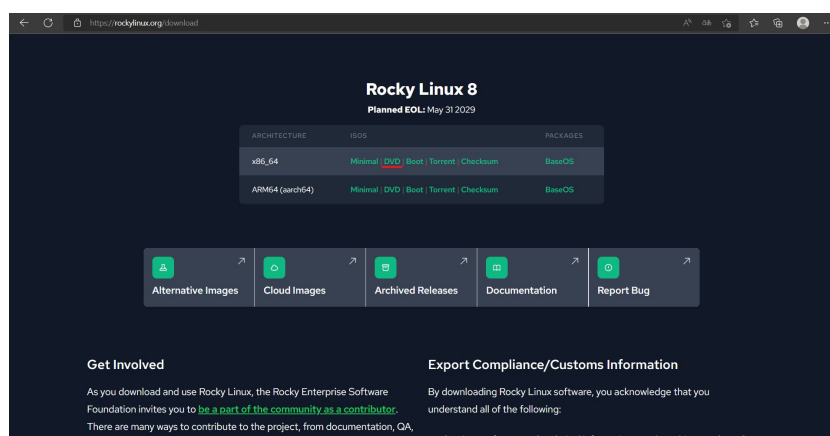 https://rockylinux.org/download
Rocky Linux 8
Planned EOL: May 31 2029
ARCHITECTURE ISOS PACKAGES
x86_64 Minimal | DVD | Boot | Torrent | Checksum BaseOS
ARM64 (aarch64) Minimal | DVD | Boot | Torrent | Checksum BaseOS
Alternative Images Cloud Images Archived Releases Documentation Report Bug
Get Involved
As you download and use Rocky Linux, the Rocky Enterprise Software
Foundation invites you to be a part of the community as a contributor.
There are many ways to contribute to the project, from documentation, QA,
Export Compliance/Customs Information
By downloading Rocky Linux software, you acknowledge that you
understand all of the following: